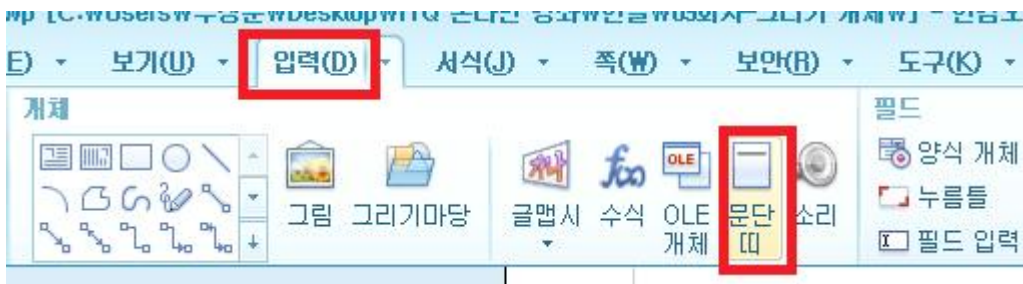 E) 보기(U) 입력(D) 서식(J) 쪽(W) 보안(R) 도구(K)
개체
필드
그림 그리기마당 글맵시 수식 OLE 개체 문단 띠 소리
양식 개체
누름틀
필드 입력